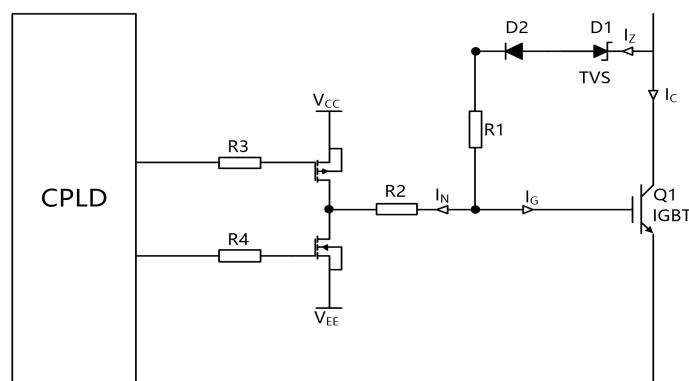 D2
D1
I_Z
TVS
I_C
V_CC
R1
R3
CPLD
R2
I_N
I_G
Q1
IGBT
R4
V_EE